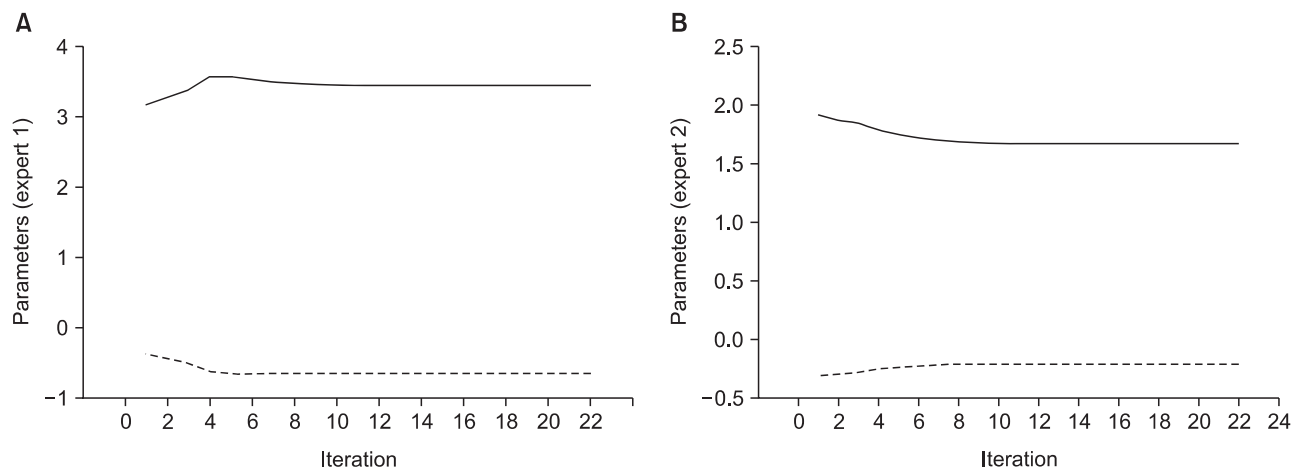 A
Parameters (expert 1)
4
3
2
1
0
−1
0 2 4 6 8 10 12 14 16 18 20 22
Iteration
B
Parameters (expert 2)
2.5
2.0
1.5
1.0
0.5
0.0
−0.5
0 2 4 6 8 10 12 14 16 18 20 22 24
Iteration